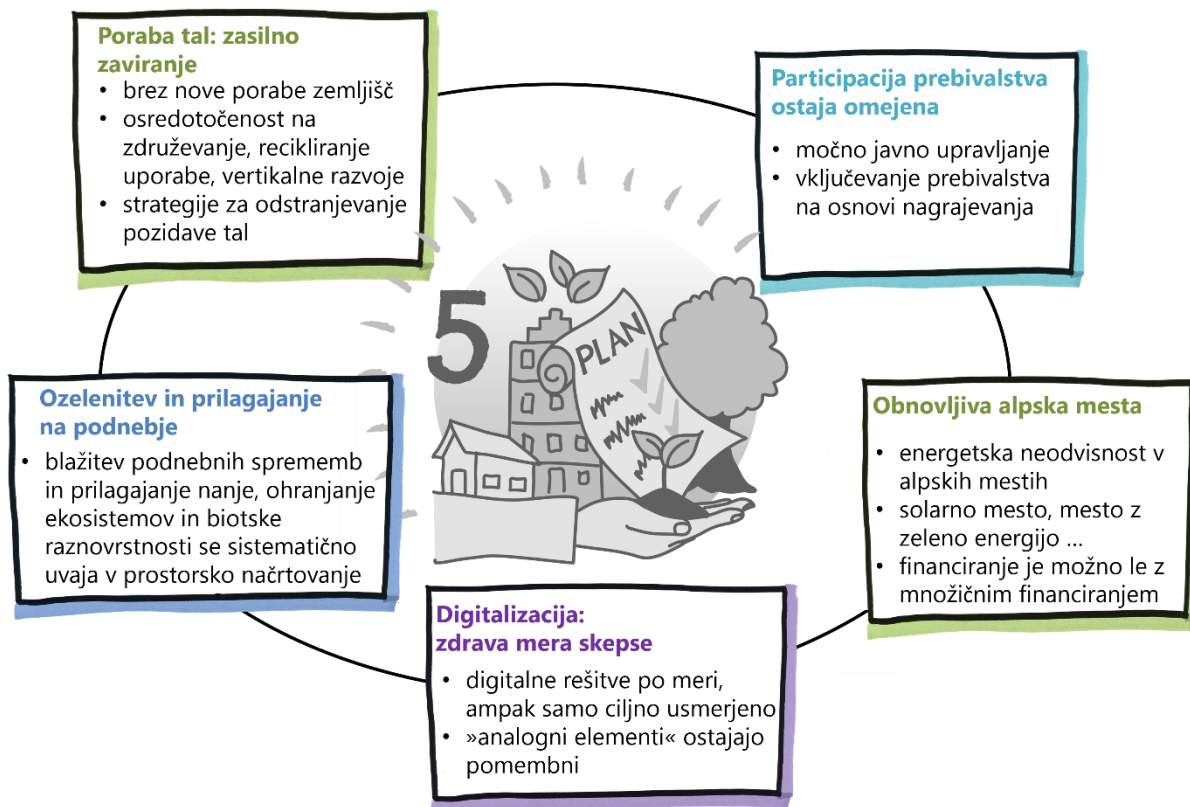 Poraba tal: zasilno
zaviranje
• brez nove porabe zemljišč
• osredotočenost na
združevanje, recikliranje
uporabe, vertikalne razvoje
• strategije za odstranjevanje
pozidave tal
Participacija prebivalstva
ostaja omejena
• močno javno upravljanje
• vključevanje prebivalstva
na osnovi nagrajevanja
5
PLAN
Ozelenitev in prilagajanje
na podnebje
• blažitev podnebnih sprememb
in prilagajanje nanje, ohranjanje
ekosistemov in biotske
raznovrstnosti se sistematično
uvaja v prostorsko načrtovanje
Obnovljiva alpska mesta
• energetska neodvisnost v
alpskih mestih
• solarno mesto, mesto z
zeleno energijo ...
• financiranje je možno le z
množičnim financiranjem
Digitalizacija:
zdrava mera skepse
• digitalne rešitve po meri,
ampak samo ciljno usmerjeno
• »analogni elementi« ostajajo
pomembni